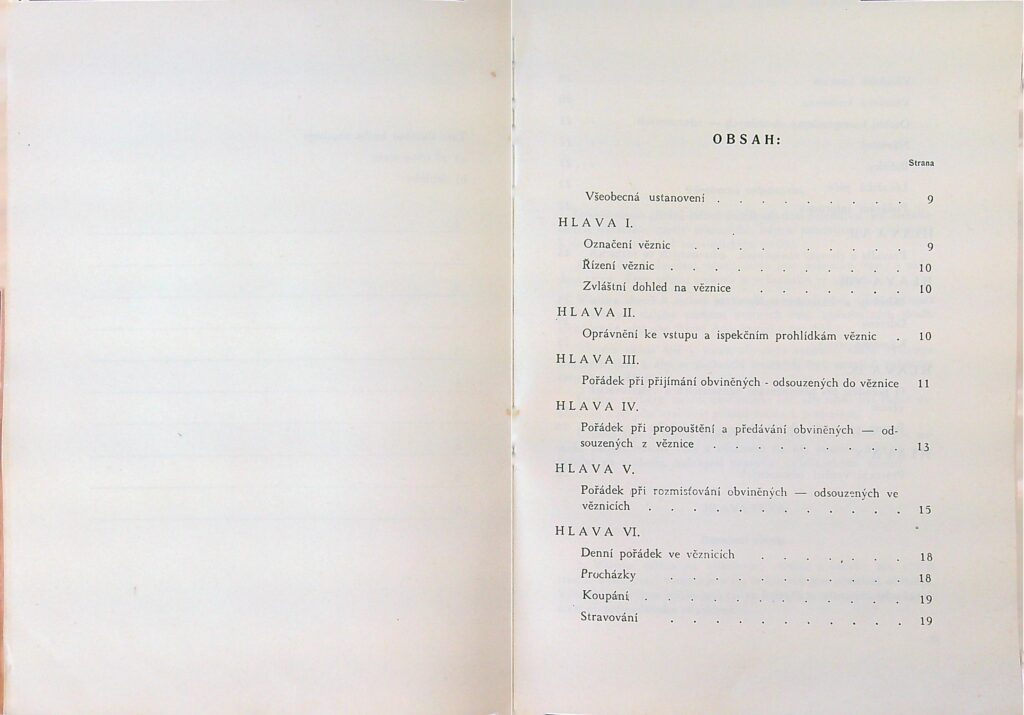 OBSAH:
Strana
Všeobecná ustanovení . . . . . . . . 9
HLAVA I.
Označení věznic . . . . . . . . 9
Řízení věznic . . . . . . . . . . 10
Zvláštní dohled na věznice . . . . . . . 10
HLAVA II.
Oprávnění ke vstupu a ispekčním prohlídkám věznic . 10
HLAVA III.
Pořádek při přijímání obviněných - odsouzených do věznice 11
HLAVA IV.
Pořádek při propouštění a předávání obviněných — od-
souzených z věznice . . . . . . . . . 13
HLAVA V.
Pořádek při rozmisťování obviněných — odsouzených ve
věznicích . . . . . . . . . . . . 15
HLAVA VI.
Denní pořádek ve věznicích . . . . . . . 18
Procházky . . . . . . . . . . . 18
Koupání . . . . . . . . . . . . 19
Stravování . . . . . . . . . . . 19